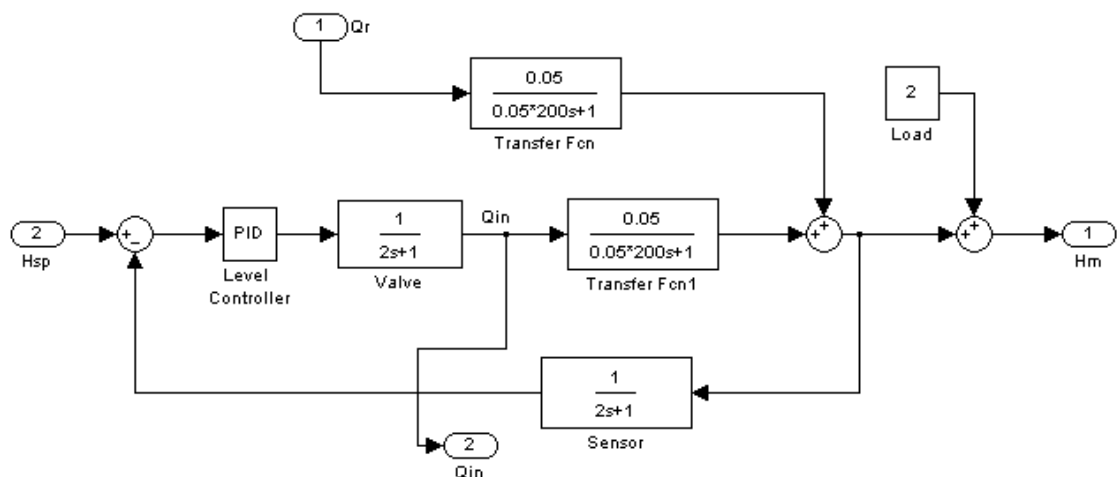 1
Qr
0.05
0.05*200s+1
Transfer Fcn
2
Load
2
Hsp
+
−
PID
Level
Controller
1
2s+1
Valve
Qin
0.05
0.05*200s+1
Transfer Fcn1
+
+
+
+
1
Hm
1
2s+1
Sensor
2
Qin